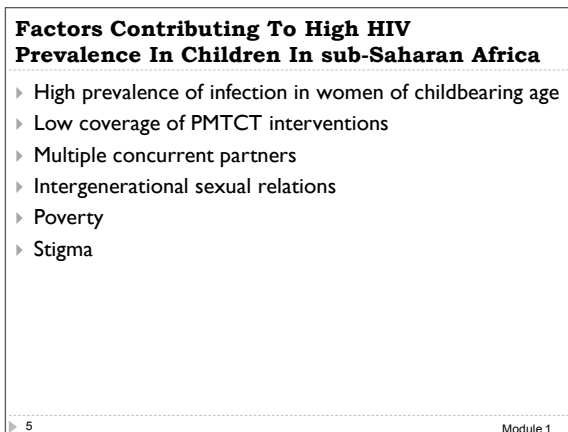 Factors Contributing To High HIV
Prevalence In Children In sub-Saharan Africa
High prevalence of infection in women of childbearing age
Low coverage of PMTCT interventions
Multiple concurrent partners
Intergenerational sexual relations
Poverty
Stigma
5
Module 1